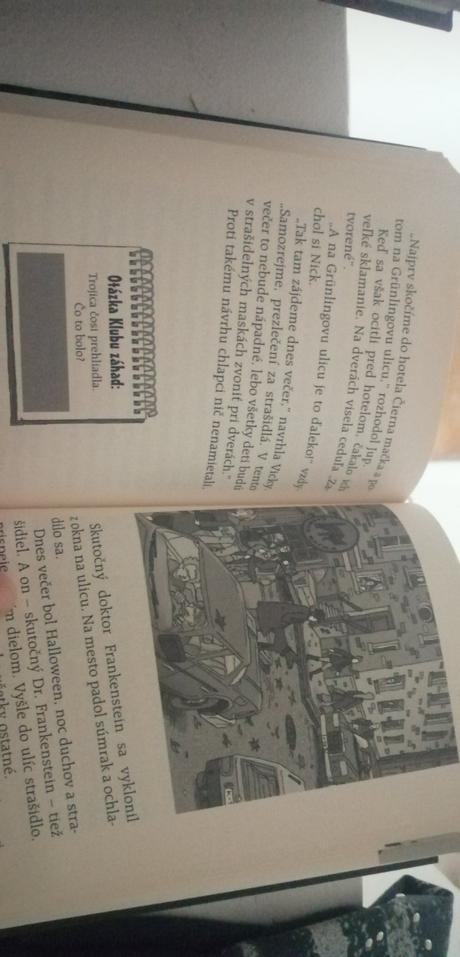 „Najprv skočíme do hotela Čierna mačka a po-
tom na Grünlingovu ulicu,“ rozhodol Jup.
Keď sa však ocitli pred hotelom, čakalo ich
veľké sklamanie. Na dverách visela ceduľa „Za-
tvorené“.
„A na Grünlingovu ulicu je to ďaleko!“ vzdy-
chol si Nick.
„Tak tam zájdeme dnes večer,“ navrhla Vicky.
„Samozrejme, prezlečení za strašidlá. V tento
večer to nebude nápadné, lebo všetky deti budú
v strašidelných maskách zvoniť pri dverách.“
Proti takému návrhu chlapci nič nenamietali.
Otázka Klubu záhad:
Trojica čosi prehliadla.
Čo to bolo?
Skutočný doktor Frankenstein sa vyklonil
z okna na ulicu. Na mesto padol súmrak a ochla-
dilo sa.
Dnes večer bol Halloween, noc duchov a stra-
šidiel. A on – skutočný Dr. Frankenstein – tiež
dielom. Vyšle do ulíc strašidlo,
ostatné.